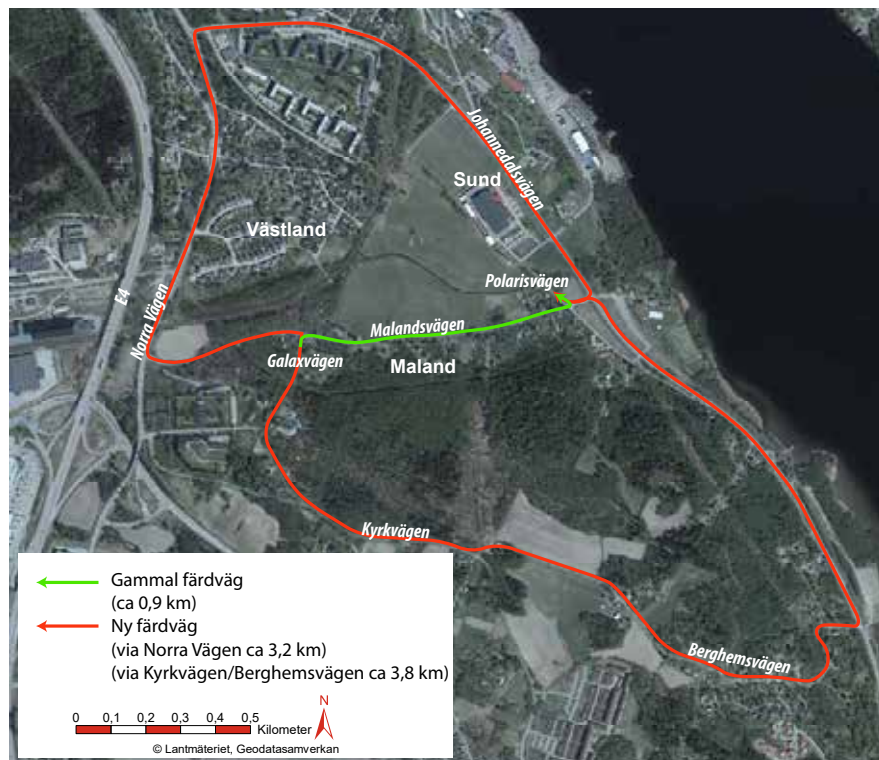 Johannedalsvägen
Sund
Västland
Polarisvägen
E4
Norra Vägen
Malandsvägen
Galaxvägen
Maland
Kyrkvägen
Berghemsvägen
Gammal färdväg
(ca 0,9 km)
Ny färdväg
(via Norra Vägen ca 3,2 km)
(via Kyrkvägen/Berghemsvägen ca 3,8 km)
N
0 0,1 0,2 0,3 0,4 0,5
Kilometer
© Lantmäteriet, Geodatasamverkan